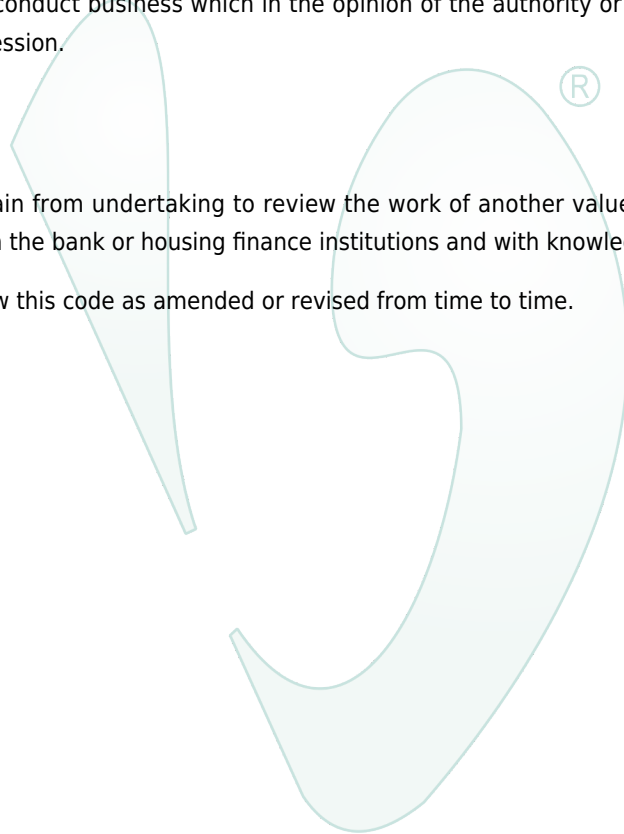 conduct business which in the opinion of the authority or
ession.
®
ain from undertaking to review the work of another value
the bank or housing finance institutions and with knowle
w this code as amended or revised from time to time.